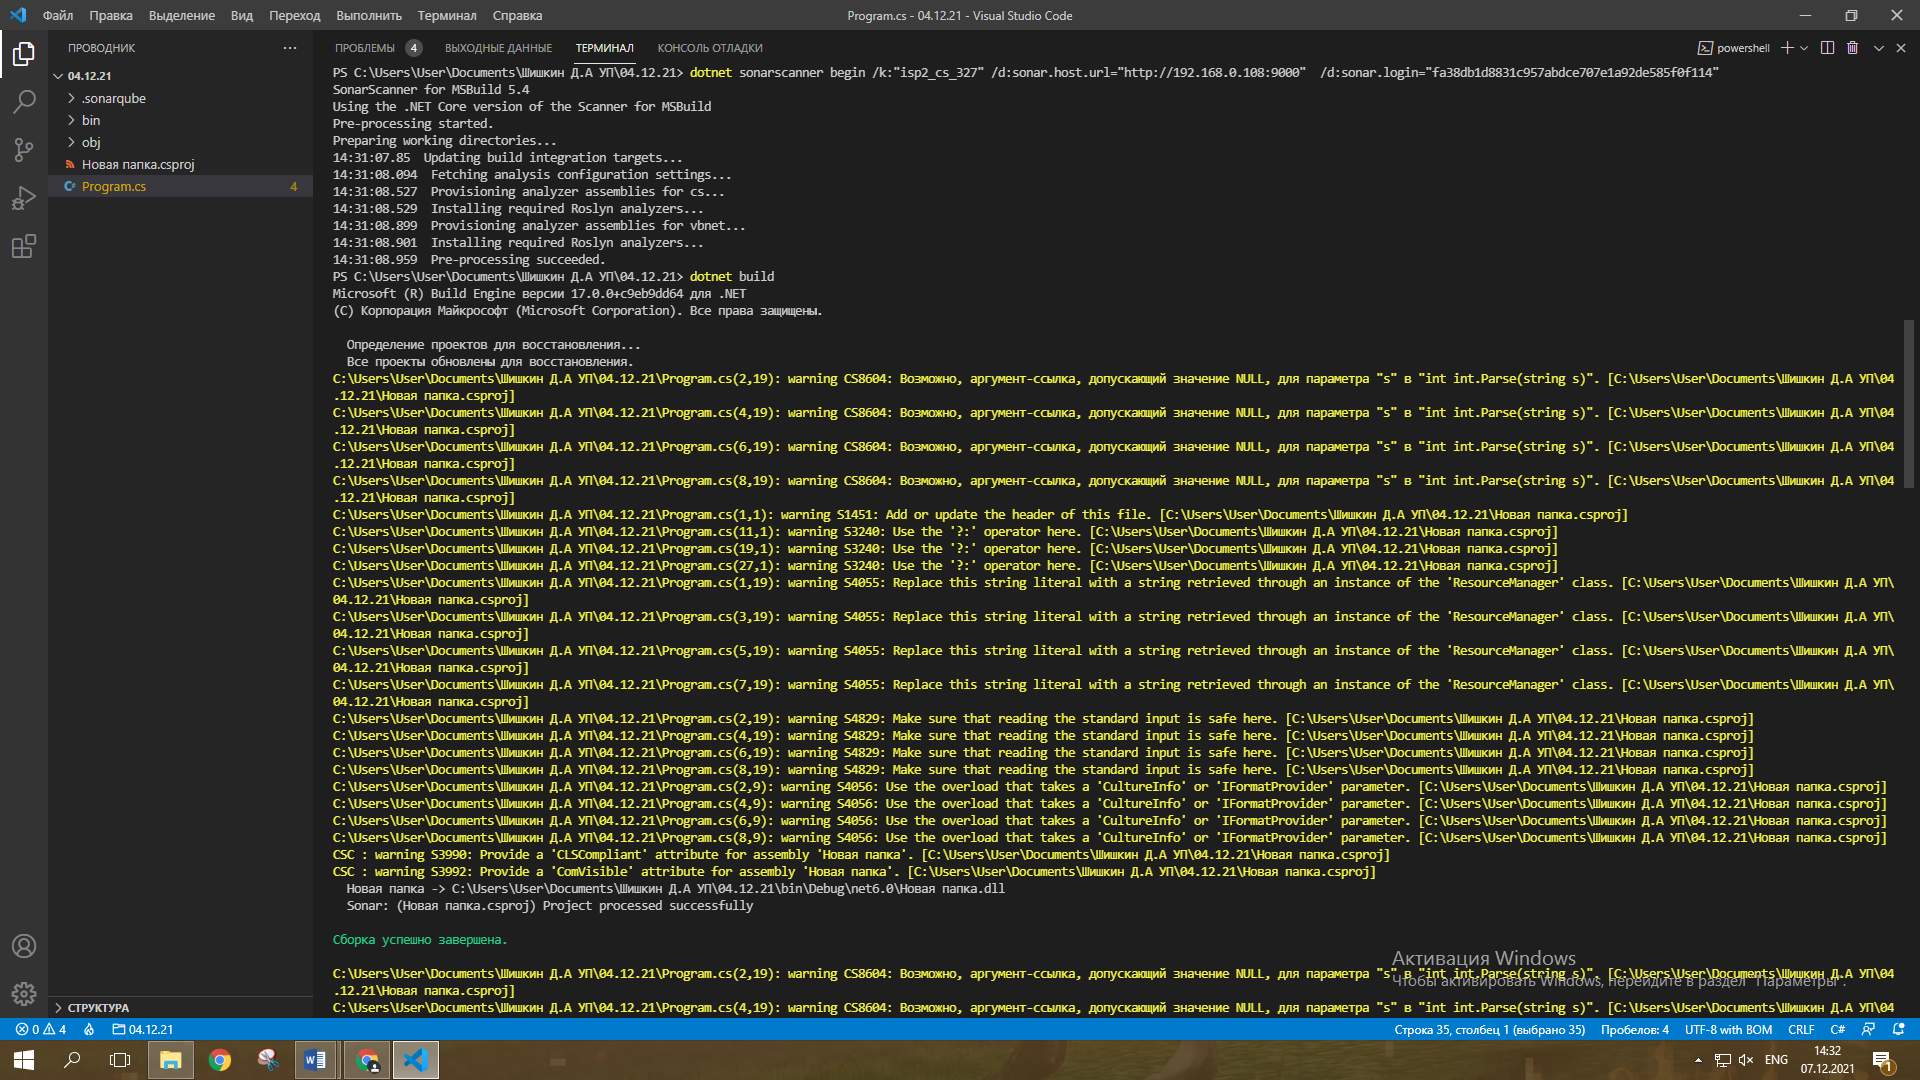 Файл Правка Выделение Вид Переход Выполнить Терминал Справка
Program.cs - 04.12.21 - Visual Studio Code
ПРОВОДНИК
04.12.21
.sonarqube
bin
obj
Новая папка.csproj
Program.cs 4
СТРУКТУРА
ПРОБЛЕМЫ 4 ВЫХОДНЫЕ ДАННЫЕ ТЕРМИНАЛ КОНСОЛЬ ОТЛАДКИ
powershell
PS C:\Users\User\Documents\Шишкин Д.А УП\04.12.21> dotnet sonarscanner begin /k:"isp2_cs_327" /d:sonar.host.url="http://192.168.0.108:9000"  /d:sonar.login="fa38db1d8831c957abdce707e1a92de585f0f114"
SonarScanner for MSBuild 5.4
Using the .NET Core version of the Scanner for MSBuild
Pre-processing started.
Preparing working directories...
14:31:07.85  Updating build integration targets...
14:31:08.094  Fetching analysis configuration settings...
14:31:08.527  Provisioning analyzer assemblies for cs...
14:31:08.529  Installing required Roslyn analyzers...
14:31:08.899  Provisioning analyzer assemblies for vbnet...
14:31:08.901  Installing required Roslyn analyzers...
14:31:08.959  Pre-processing succeeded.
PS C:\Users\User\Documents\Шишкин Д.А УП\04.12.21> dotnet build
Microsoft (R) Build Engine версии 17.0.0+c9eb9dd64 для .NET
(C) Корпорация Майкрософт (Microsoft Corporation). Все права защищены.
Определение проектов для восстановления...
Все проекты обновлены для восстановления.
C:\Users\User\Documents\Шишкин Д.А УП\04.12.21\Program.cs(2,19): warning CS8604: Возможно, аргумент-ссылка, допускающий значение NULL, для параметра "s" в "int int.Parse(string s)". [C:\Users\User\Documents\Шишкин Д.А УП\04
.12.21\Новая папка.csproj]
C:\Users\User\Documents\Шишкин Д.А УП\04.12.21\Program.cs(4,19): warning CS8604: Возможно, аргумент-ссылка, допускающий значение NULL, для параметра "s" в "int int.Parse(string s)". [C:\Users\User\Documents\Шишкин Д.А УП\04
.12.21\Новая папка.csproj]
C:\Users\User\Documents\Шишкин Д.А УП\04.12.21\Program.cs(6,19): warning CS8604: Возможно, аргумент-ссылка, допускающий значение NULL, для параметра "s" в "int int.Parse(string s)". [C:\Users\User\Documents\Шишкин Д.А УП\04
.12.21\Новая папка.csproj]
C:\Users\User\Documents\Шишкин Д.А УП\04.12.21\Program.cs(8,19): warning CS8604: Возможно, аргумент-ссылка, допускающий значение NULL, для параметра "s" в "int int.Parse(string s)". [C:\Users\User\Documents\Шишкин Д.А УП\04
.12.21\Новая папка.csproj]
C:\Users\User\Documents\Шишкин Д.А УП\04.12.21\Program.cs(1,1): warning S1451: Add or update the header of this file. [C:\Users\User\Documents\Шишкин Д.А УП\04.12.21\Новая папка.csproj]
C:\Users\User\Documents\Шишкин Д.А УП\04.12.21\Program.cs(11,1): warning S3240: Use the '?:' operator here. [C:\Users\User\Documents\Шишкин Д.А УП\04.12.21\Новая папка.csproj]
C:\Users\User\Documents\Шишкин Д.А УП\04.12.21\Program.cs(19,1): warning S3240: Use the '?:' operator here. [C:\Users\User\Documents\Шишкин Д.А УП\04.12.21\Новая папка.csproj]
C:\Users\User\Documents\Шишкин Д.А УП\04.12.21\Program.cs(27,1): warning S3240: Use the '?:' operator here. [C:\Users\User\Documents\Шишкин Д.А УП\04.12.21\Новая папка.csproj]
C:\Users\User\Documents\Шишкин Д.А УП\04.12.21\Program.cs(1,19): warning S4055: Replace this string literal with a string retrieved through an instance of the 'ResourceManager' class. [C:\Users\User\Documents\Шишкин Д.А УП\
04.12.21\Новая папка.csproj]
C:\Users\User\Documents\Шишкин Д.А УП\04.12.21\Program.cs(3,19): warning S4055: Replace this string literal with a string retrieved through an instance of the 'ResourceManager' class. [C:\Users\User\Documents\Шишкин Д.А УП\
04.12.21\Новая папка.csproj]
C:\Users\User\Documents\Шишкин Д.А УП\04.12.21\Program.cs(5,19): warning S4055: Replace this string literal with a string retrieved through an instance of the 'ResourceManager' class. [C:\Users\User\Documents\Шишкин Д.А УП\
04.12.21\Новая папка.csproj]
C:\Users\User\Documents\Шишкин Д.А УП\04.12.21\Program.cs(7,19): warning S4055: Replace this string literal with a string retrieved through an instance of the 'ResourceManager' class. [C:\Users\User\Documents\Шишкин Д.А УП\
04.12.21\Новая папка.csproj]
C:\Users\User\Documents\Шишкин Д.А УП\04.12.21\Program.cs(2,19): warning S4829: Make sure that reading the standard input is safe here. [C:\Users\User\Documents\Шишкин Д.А УП\04.12.21\Новая папка.csproj]
C:\Users\User\Documents\Шишкин Д.А УП\04.12.21\Program.cs(4,19): warning S4829: Make sure that reading the standard input is safe here. [C:\Users\User\Documents\Шишкин Д.А УП\04.12.21\Новая папка.csproj]
C:\Users\User\Documents\Шишкин Д.А УП\04.12.21\Program.cs(6,19): warning S4829: Make sure that reading the standard input is safe here. [C:\Users\User\Documents\Шишкин Д.А УП\04.12.21\Новая папка.csproj]
C:\Users\User\Documents\Шишкин Д.А УП\04.12.21\Program.cs(8,19): warning S4829: Make sure that reading the standard input is safe here. [C:\Users\User\Documents\Шишкин Д.А УП\04.12.21\Новая папка.csproj]
C:\Users\User\Documents\Шишкин Д.А УП\04.12.21\Program.cs(2,9): warning S4056: Use the overload that takes a 'CultureInfo' or 'IFormatProvider' parameter. [C:\Users\User\Documents\Шишкин Д.А УП\04.12.21\Новая папка.csproj]
C:\Users\User\Documents\Шишкин Д.А УП\04.12.21\Program.cs(4,9): warning S4056: Use the overload that takes a 'CultureInfo' or 'IFormatProvider' parameter. [C:\Users\User\Documents\Шишкин Д.А УП\04.12.21\Новая папка.csproj]
C:\Users\User\Documents\Шишкин Д.А УП\04.12.21\Program.cs(6,9): warning S4056: Use the overload that takes a 'CultureInfo' or 'IFormatProvider' parameter. [C:\Users\User\Documents\Шишкин Д.А УП\04.12.21\Новая папка.csproj]
C:\Users\User\Documents\Шишкин Д.А УП\04.12.21\Program.cs(8,9): warning S4056: Use the overload that takes a 'CultureInfo' or 'IFormatProvider' parameter. [C:\Users\User\Documents\Шишкин Д.А УП\04.12.21\Новая папка.csproj]
CSC : warning S3990: Provide a 'CLSCompliant' attribute for assembly 'Новая папка'. [C:\Users\User\Documents\Шишкин Д.А УП\04.12.21\Новая папка.csproj]
CSC : warning S3992: Provide a 'ComVisible' attribute for assembly 'Новая папка'. [C:\Users\User\Documents\Шишкин Д.А УП\04.12.21\Новая папка.csproj]
Новая папка -> C:\Users\User\Documents\Шишкин Д.А УП\04.12.21\bin\Debug\net6.0\Новая папка.dll
Sonar: (Новая папка.csproj) Project processed successfully
Сборка успешно завершена.
C:\Users\User\Documents\Шишкин Д.А УП\04.12.21\Program.cs(2,19): warning CS8604: Возможно, аргумент-ссылка, допускающий значение NULL, для параметра "s" в "int int.Parse(string s)". [C:\Users\User\Documents\Шишкин Д.А УП\04
.12.21\Новая папка.csproj]
C:\Users\User\Documents\Шишкин Д.А УП\04.12.21\Program.cs(4,19): warning CS8604: Возможно, аргумент-ссылка, допускающий значение NULL, для параметра "s" в "int int.Parse(string s)". [C:\Users\User\Documents\Шишкин Д.А УП\04
Активация Windows
Чтобы активировать Windows, перейдите в раздел "Параметры".
0 4 04.12.21
Строка 35, столбец 1 (выбрано 35) Пробелов: 4 UTF-8 with BOM CRLF C#
ENG
14:32
07.12.2021
1